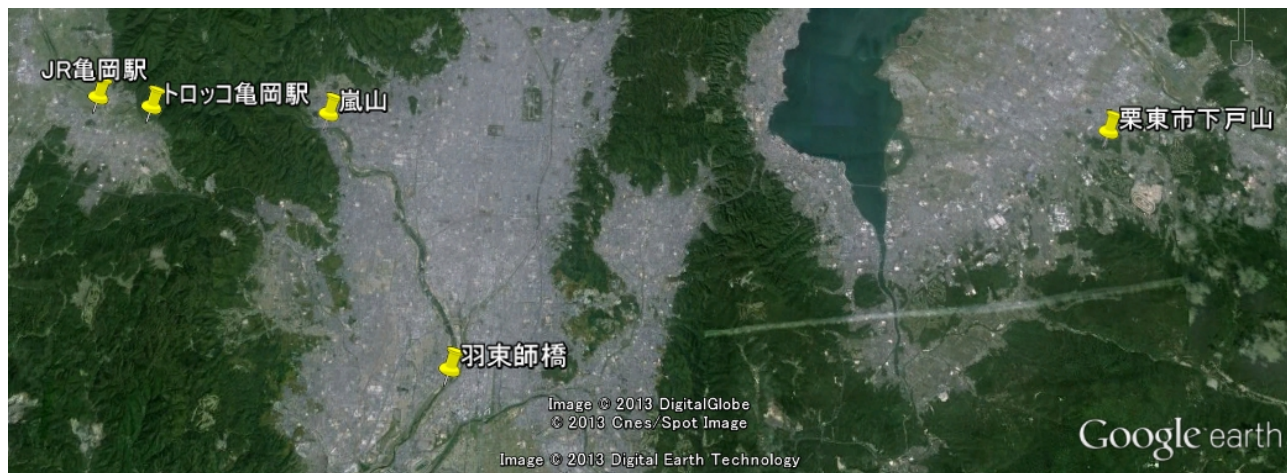 JR亀岡駅
トロッコ亀岡駅
嵐山
栗東市下戸山
羽束師橋
Image © 2013 DigitalGlobe
© 2013 Cnes/Spot Image
Image © 2013 Digital Earth Technology
Google earth